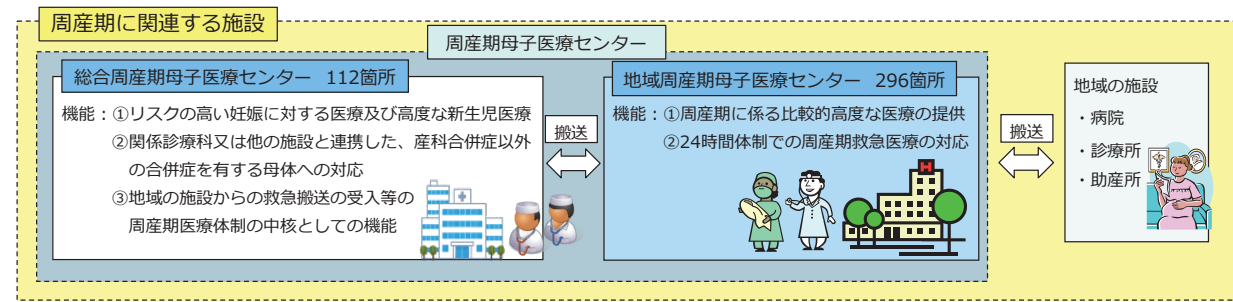 周産期に関連する施設
周産期母子医療センター
総合周産期母子医療センター 112箇所
機能：①リスクの高い妊娠に対する医療及び高度な新生児医療
②関係診療科又は他の施設と連携した、産科合併症以外
の合併症を有する母体への対応
③地域の施設からの救急搬送の受入等の
周産期医療体制の中核としての機能
搬送
地域周産期母子医療センター 296箇所
機能：①周産期に係る比較的高度な医療の提供
②24時間体制での周産期救急医療の対応
H
搬送
地域の施設
・病院
・診療所
・助産所